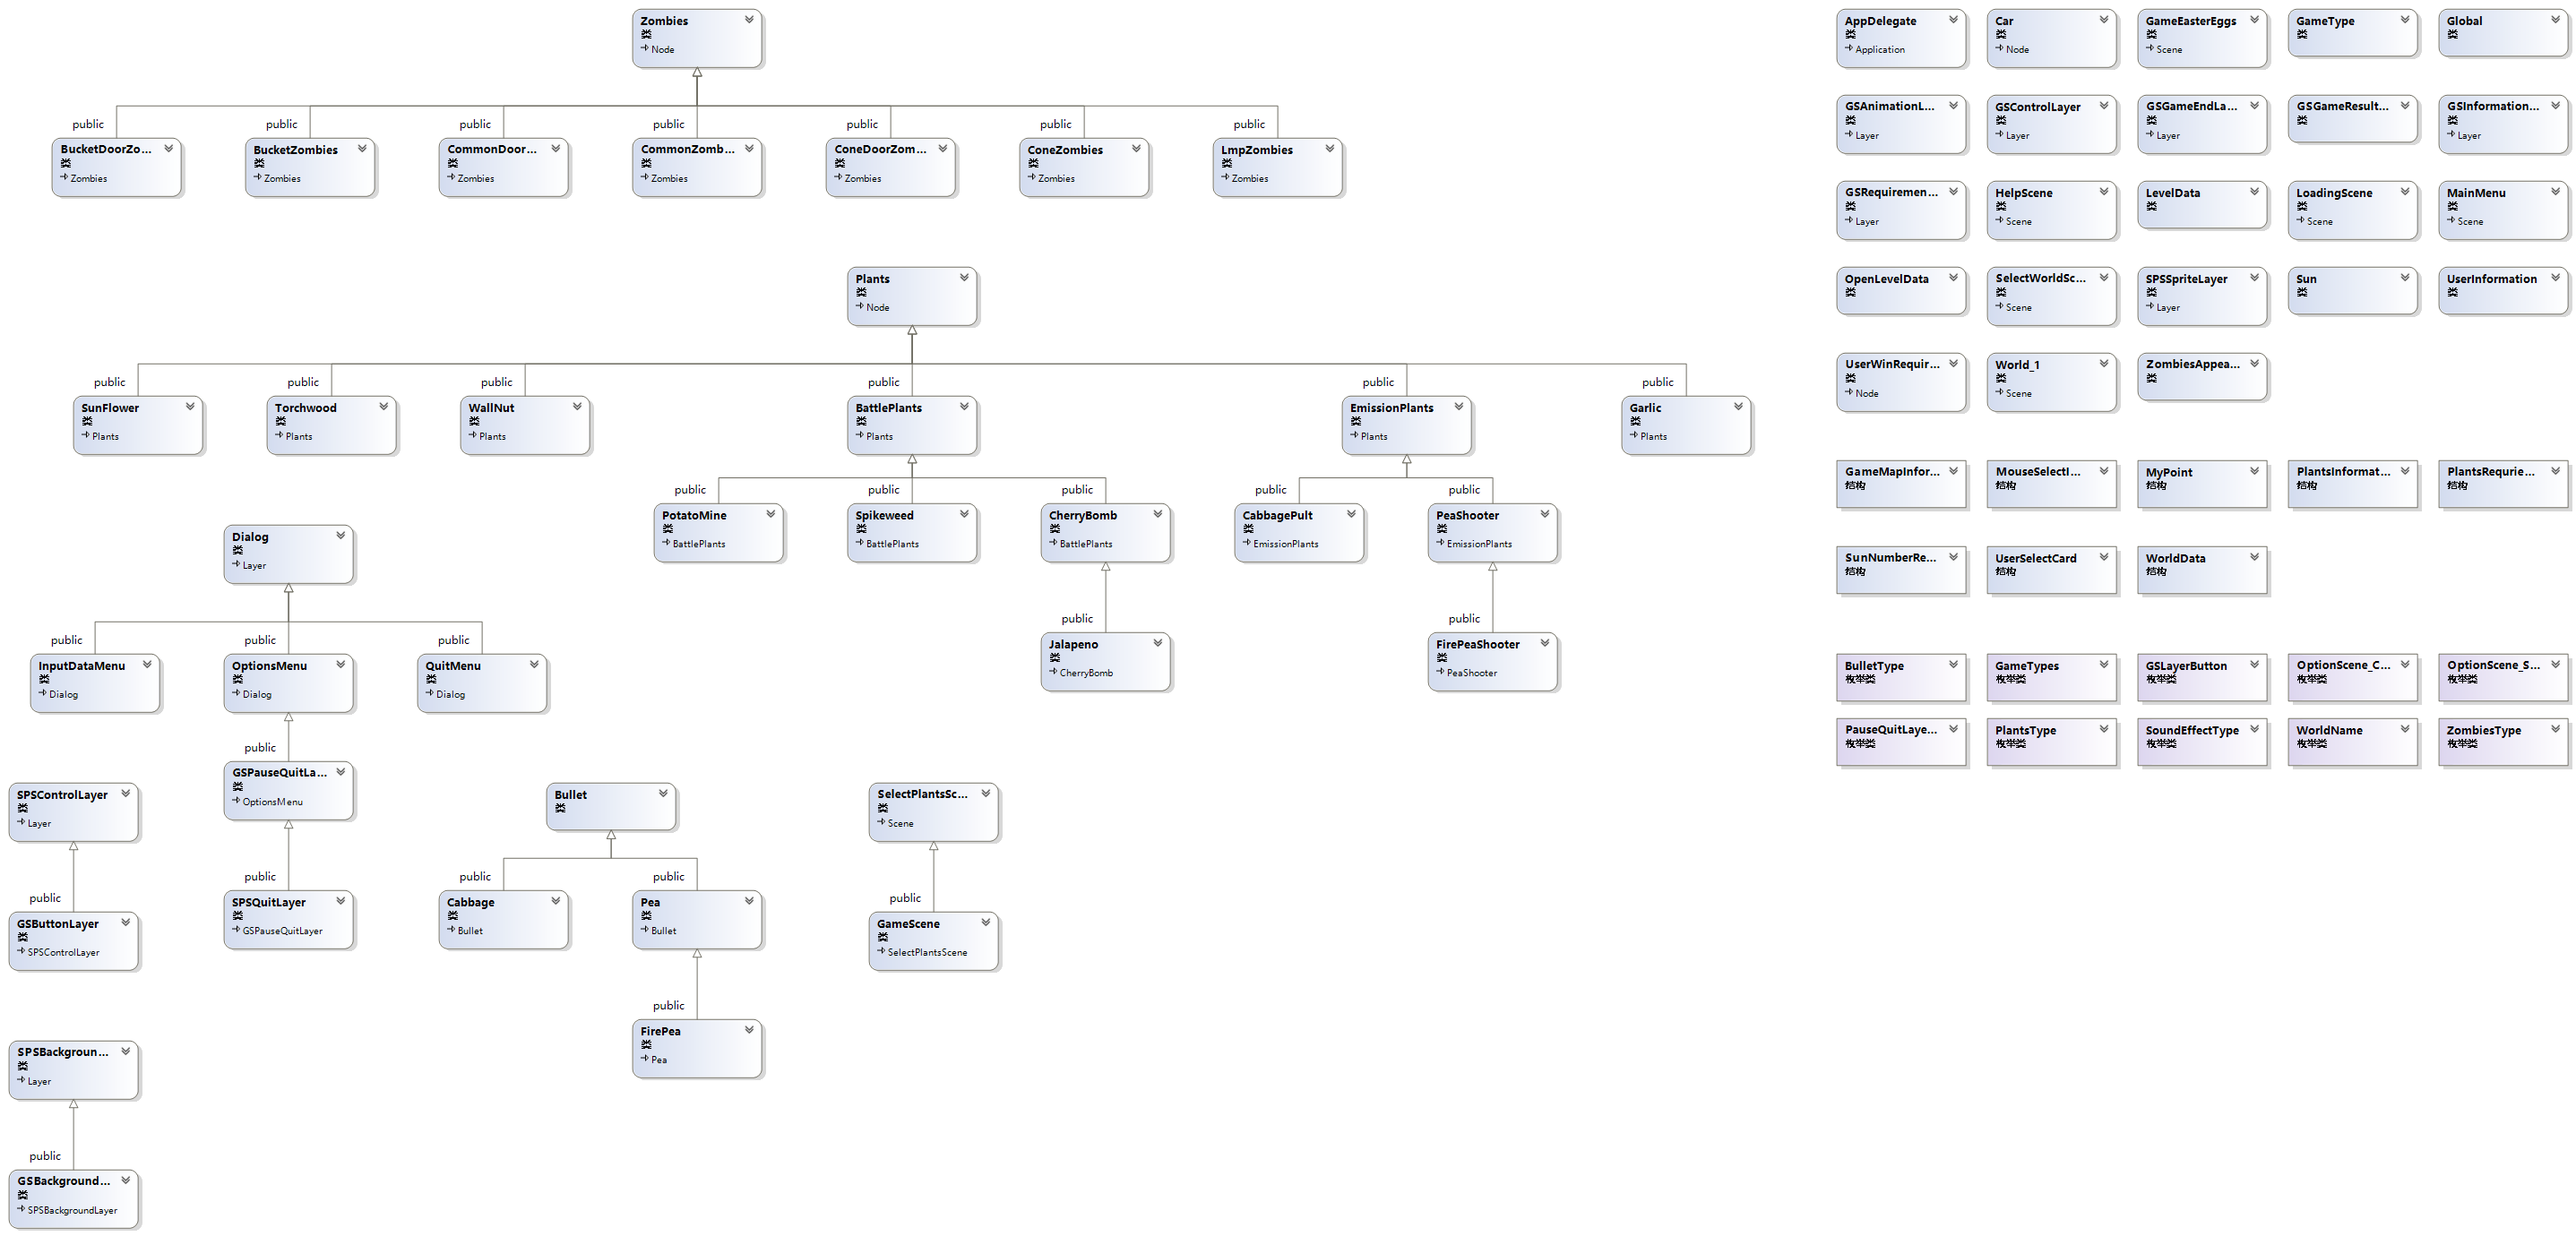 Zombies
类
Node
public
public
public
public
public
public
public
BucketDoorZo...
类
Zombies
BucketZombies
类
Zombies
CommonDoor...
类
Zombies
CommonZomb...
类
Zombies
ConeDoorZom...
类
Zombies
ConeZombies
类
Zombies
LmpZombies
类
Zombies
Plants
类
Node
public
public
public
public
public
public
SunFlower
类
Plants
Torchwood
类
Plants
WallNut
类
Plants
BattlePlants
类
Plants
EmissionPlants
类
Plants
Garlic
类
Plants
public
public
public
public
public
PotatoMine
类
BattlePlants
Spikeweed
类
BattlePlants
CherryBomb
类
BattlePlants
CabbagePult
类
EmissionPlants
PeaShooter
类
EmissionPlants
public
public
Jalapeno
类
CherryBomb
FirePeaShooter
类
PeaShooter
Dialog
类
Layer
public
public
public
InputDataMenu
类
Dialog
OptionsMenu
类
Dialog
QuitMenu
类
Dialog
public
GSPauseQuitLa...
类
OptionsMenu
public
SPSQuitLayer
类
GSPauseQuitLayer
SPSControlLayer
类
Layer
public
GSButtonLayer
类
SPSControlLayer
Bullet
类
public
public
Cabbage
类
Bullet
Pea
类
Bullet
public
FirePea
类
Pea
SelectPlantsSc...
类
Scene
public
GameScene
类
SelectPlantsScene
SPSBackgroun...
类
Layer
public
GSBackground...
类
SPSBackgroundLayer
AppDelegate
类
Application
Car
类
Node
GameEasterEggs
类
Scene
GameType
类
Global
类
GSAnimationL...
类
Layer
GSControlLayer
类
Layer
GSGameEndLa...
类
Layer
GSGameResult...
类
GSInformation...
类
Layer
GSRequiremen...
类
Layer
HelpScene
类
Scene
LevelData
类
LoadingScene
类
Scene
MainMenu
类
Scene
OpenLevelData
类
SelectWorldSc...
类
Scene
SPSSpriteLayer
类
Layer
Sun
类
UserInformation
类
UserWinRequir...
类
Node
World_1
类
Scene
ZombiesAppea...
类
GameMapInfor...
结构
MouseSelectI...
结构
MyPoint
结构
PlantsInformat...
结构
PlantsRequrie...
结构
SunNumberRe...
结构
UserSelectCard
结构
WorldData
结构
BulletType
枚举类
GameTypes
枚举类
GSLayerButton
枚举类
OptionScene_C...
枚举类
OptionScene_S...
枚举类
PauseQuitLaye...
枚举类
PlantsType
枚举类
SoundEffectType
枚举类
WorldName
枚举类
ZombiesType
枚举类